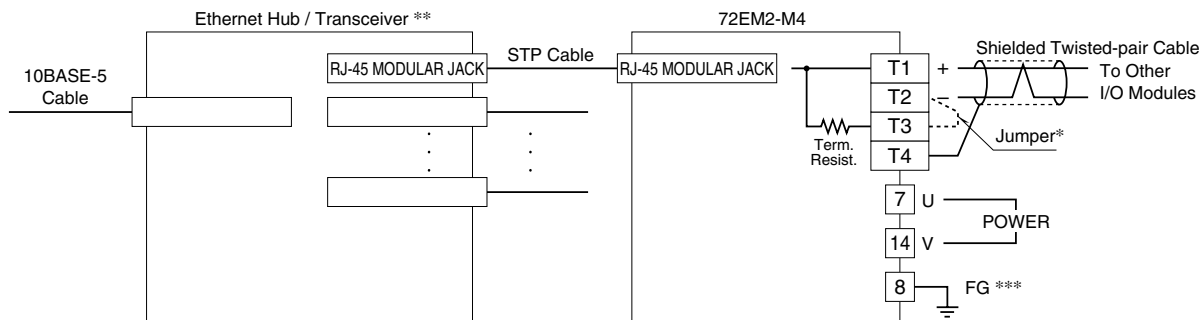 Ethernet Hub / Transceiver **
72EM2-M4
10BASE-5
Cable
RJ-45 MODULAR JACK
STP Cable
RJ-45 MODULAR JACK
Shielded Twisted-pair Cable
To Other
I/O Modules
T1 +
T2 –
T3
T4
Term.
Resist.
Jumper*
7 U
POWER
14 V
8 FG ***